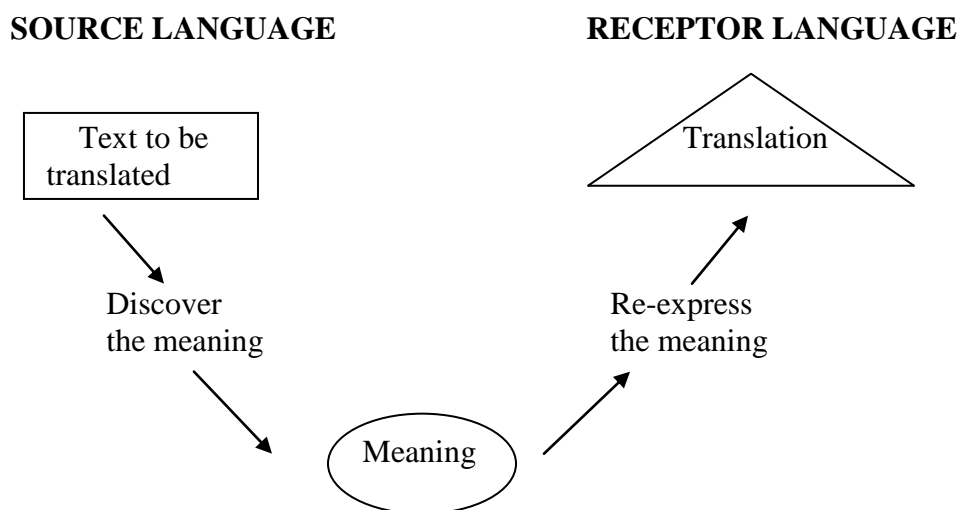 SOURCE LANGUAGE
RECEPTOR LANGUAGE
Text to be
translated
Translation
Discover
the meaning
Re-express
the meaning
Meaning